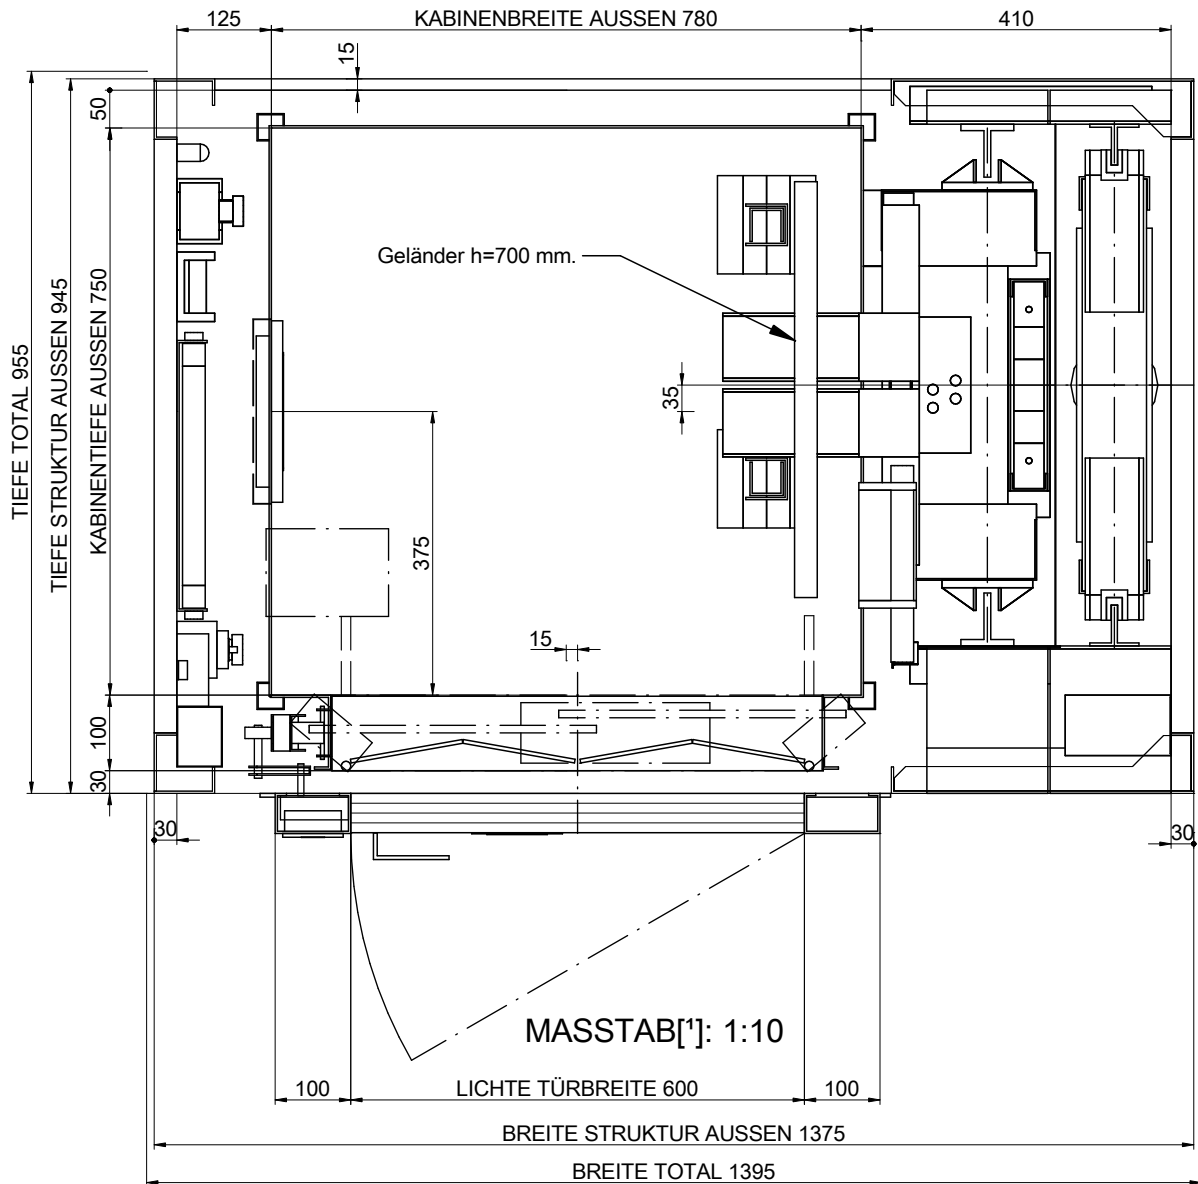 125
KABINENBREITE AUSSEN 780
410
15
50
TIEFE TOTAL 955
TIEFE STRUKTUR AUSSEN 945
KABINENTIEFE AUSSEN 750
Geländer h=700 mm.
35
375
15
100
30
30
30
MASSTAB[¹]: 1:10
100
LICHTE TÜRBREITE 600
100
BREITE STRUKTUR AUSSEN 1375
BREITE TOTAL 1395